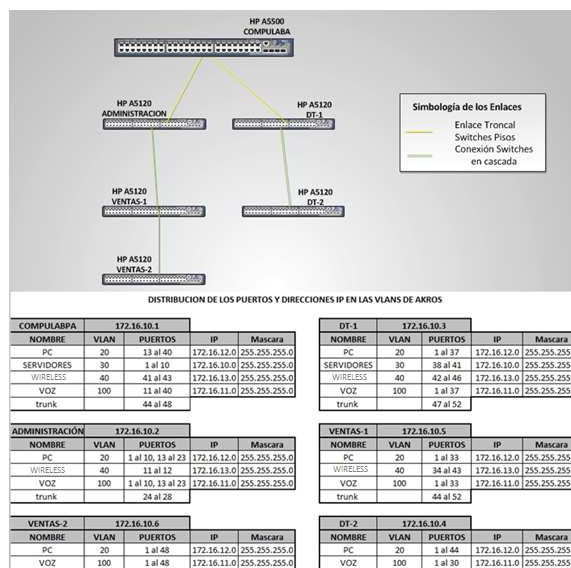 HP A5500
COMPULABA
HP A5120
ADMINISTRACION
HP A5120
DT-1
HP A5120
VENTAS-1
HP A5120
DT-2
HP A5120
VENTAS-2
Simbología de los Enlaces
Enlace Troncal
Switches Pisos
Conexión Switches
en cascada
DISTRIBUCION DE LOS PUERTOS Y DIRECCIONES IP EN LAS VLANS DE AKROS
COMPULABPA 172.16.10.1
NOMBRE VLAN PUERTOS IP Mascara
PC 20 13 al 40 172.16.12.0 255.255.255.0
SERVIDORES 30 1 al 10 172.16.10.0 255.255.255.0
WIRELESS 40 41 al 43 172.16.13.0 255.255.255.0
VOZ 100 11 al 40 172.16.11.0 255.255.255.0
trunk 44 al 48
DT-1 172.16.10.3
NOMBRE VLAN PUERTOS IP Mascara
PC 20 1 al 37 172.16.12.0 255.255.255
SERVIDORES 30 38 al 41 172.16.10.0 255.255.255
WIRELESS 40 42 al 46 172.16.13.0 255.255.255
VOZ 100 1 al 37 172.16.11.0 255.255.255
trunk 47 al 52
ADMINISTRACIÓN 172.16.10.2
NOMBRE VLAN PUERTOS IP Mascara
PC 20 1 al 10, 13 al 23 172.16.12.0 255.255.255.0
WIRELESS 40 11 al 12 172.16.13.0 255.255.255.0
VOZ 100 1 al 10, 13 al 23 172.16.11.0 255.255.255.0
trunk 24 al 28
VENTAS-1 172.16.10.5
NOMBRE VLAN PUERTOS IP Mascara
PC 20 1 al 33 172.16.12.0 255.255.255
WIRELESS 40 34 al 43 172.16.13.0 255.255.255
VOZ 100 1 al 33 172.16.11.0 255.255.255
trunk 44 al 52
VENTAS-2 172.16.10.6
NOMBRE VLAN PUERTOS IP Mascara
PC 20 1 al 48 172.16.12.0 255.255.255.0
VOZ 100 1 al 48 172.16.11.0 255.255.255.0
DT-2 172.16.10.4
NOMBRE VLAN PUERTOS IP Mascara
PC 20 1 al 44 172.16.12.0 255.255.255
VOZ 100 1 al 30 172.16.11.0 255.255.255